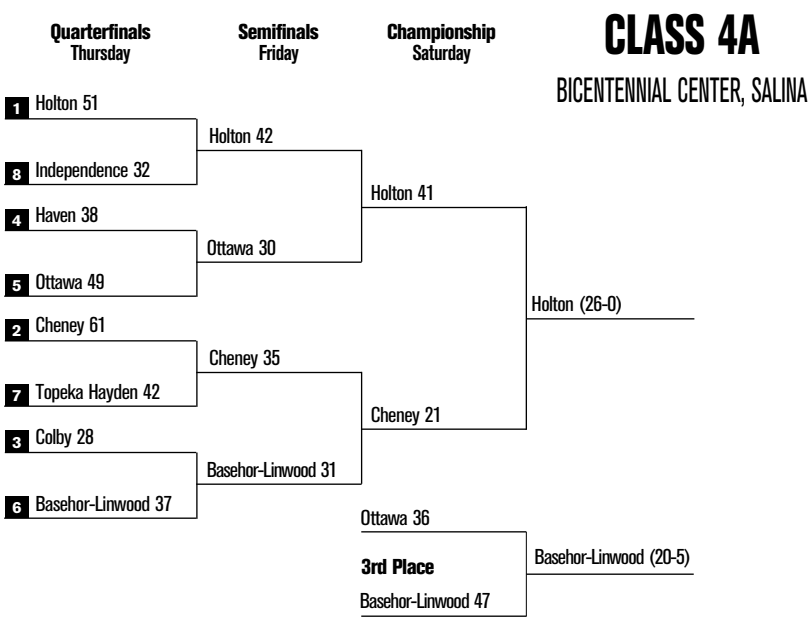 Quarterfinals
Thursday
Semifinals
Friday
Championship
Saturday
CLASS 4A
BICENTENNIAL CENTER, SALINA
1 Holton 51
Holton 42
8 Independence 32
Holton 41
4 Haven 38
Ottawa 30
5 Ottawa 49
Holton (26-0)
2 Cheney 61
Cheney 35
7 Topeka Hayden 42
Cheney 21
3 Colby 28
Basehor-Linwood 31
6 Basehor-Linwood 37
Ottawa 36
3rd Place
Basehor-Linwood (20-5)
Basehor-Linwood 47